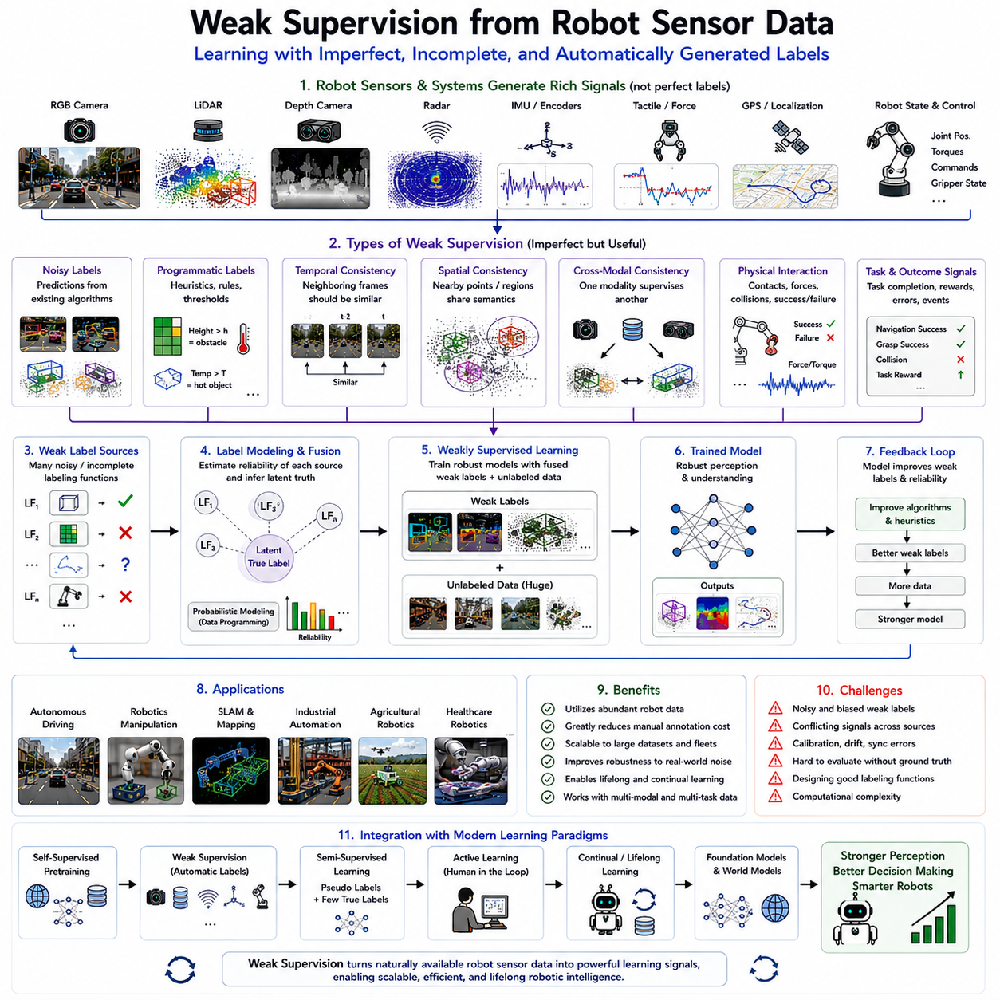 Weak Supervision from Robot Sensor Data
Learning with Imperfect, Incomplete, and Automatically Generated Labels
1. Robot Sensors & Systems Generate Rich Signals (not perfect labels)
RGB Camera
LiDAR
Depth Camera
Radar
IMU / Encoders
Tactile / Force
GPS / Localization
Robot State & Control
Joint Pos.
Torques
Commands
Gripper State
...
2. Types of Weak Supervision (Imperfect but Useful)
Noisy Labels
Predictions from
existing algorithms
Programmatic Labels
Heuristics, rules,
thresholds
Height > h
= obstacle
Temp > T
= hot object
...
Temporal Consistency
Neighboring frames
should be similar
t-2
t
Similar
Spatial Consistency
Nearby points / regions
share semantics
Cross-Modal Consistency
One modality supervises
another
Physical Interaction
Contacts, forces,
collisions, success/failure
Success ✓
Failure ✗
Force/Torque
...
Task & Outcome Signals
Task completion, rewards,
errors, events
Navigation Success ✓
Grasp Success ✓
Collision ✗
Task Reward ↑
...
3. Weak Label Sources
Many noisy / incomplete
labeling functions
LF₁ → ✓
LF₂ → ✗
... → ?
LFₙ → ✗
...
4. Label Modeling & Fusion
Estimate reliability of each source
and infer latent truth
LF₁
LF₃
LFₙ
LF₃
Latent
True Label
Probabilistic Modeling
(Data Programming)
...
Reliability
5. Weakly Supervised Learning
Train robust models with fused
weak labels + unlabeled data
Weak Labels
...
+
Unlabeled Data (Huge)
...
6. Trained Model
Robust perception
& understanding
Outputs
...
7. Feedback Loop
Model improves weak
labels & reliability
Improve algorithms
& heuristics
Better weak labels
More data
Stronger model
8. Applications
Autonomous
Driving
Robotics
Manipulation
SLAM &
Mapping
Industrial
Automation
Agricultural
Robotics
Healthcare
Robotics
9. Benefits
Utilizes abundant robot data
Greatly reduces manual annotation cost
Scalable to large datasets and fleets
Improves robustness to real-world noise
Enables lifelong and continual learning
Works with multi-modal and multi-task data
10. Challenges
Noisy and biased weak labels
Conflicting signals across sources
Calibration, drift, sync errors
Hard to evaluate without ground truth
Designing good labeling functions
Computational complexity
11. Integration with Modern Learning Paradigms
Self-Supervised
Pretraining
Weak Supervision
(Automatic Labels)
...
Semi-Supervised
Learning
Pseudo Labels
+ Few True Labels
Active Learning
(Human in the Loop)
Continual / Lifelong
Learning
Foundation Models
& World Models
Stronger Perception
Better Decision Making
Smarter Robots
Weak Supervision turns naturally available robot sensor data into powerful learning signals,
enabling scalable, efficient, and lifelong robotic intelligence.